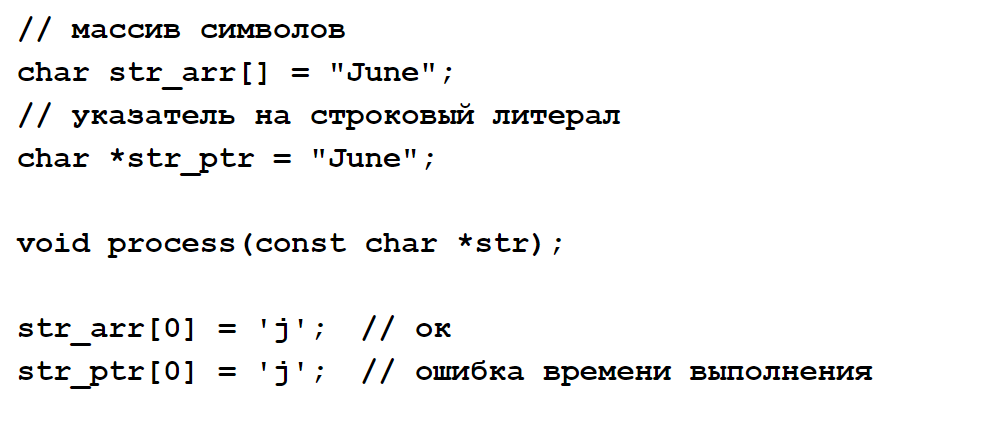 // массив символов
char str_arr[] = "June";
// указатель на строковый литерал
char *str_ptr = "June";
void process(const char *str);
str_arr[0] = 'j'; // ок
str_ptr[0] = 'j'; // ошибка времени выполнения